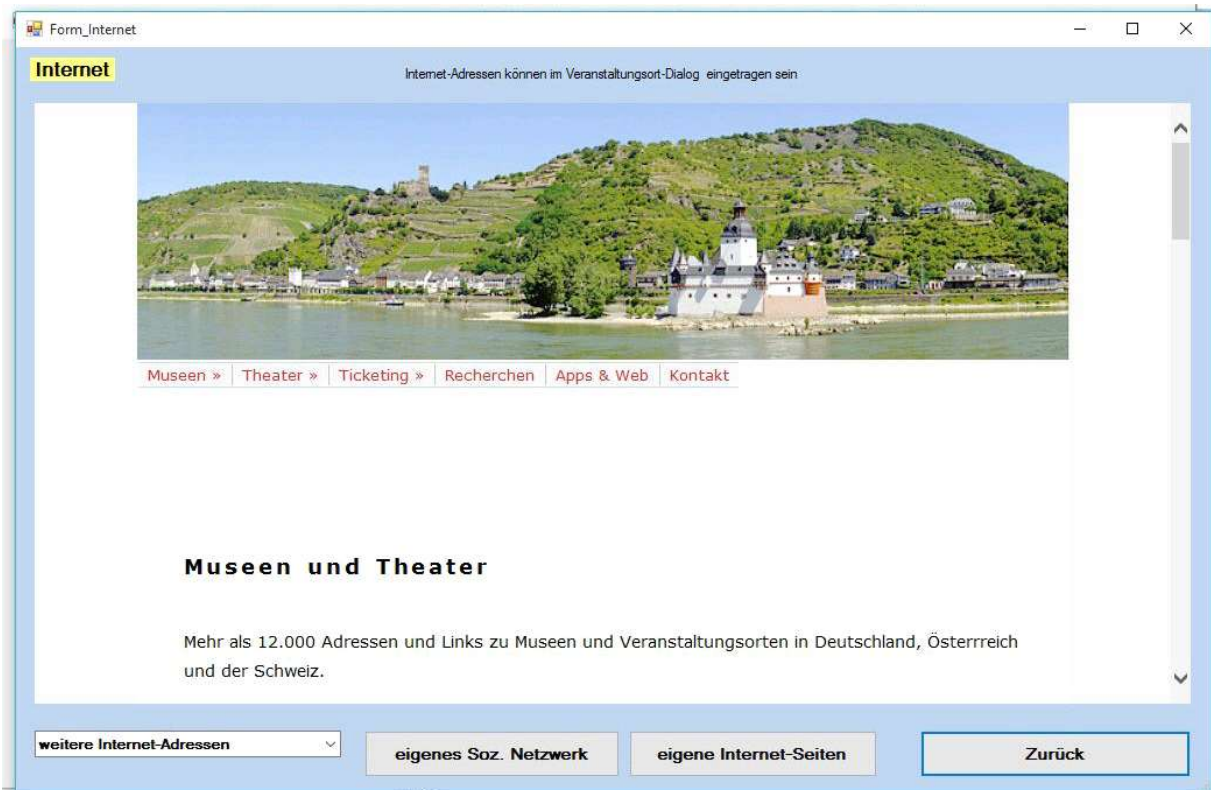 Form_Internet
Internet
Internet-Adressen können im Veranstaltungsort-Dialog eingetragen sein
Museen » Theater » Ticketing » Recherchen Apps & Web Kontakt
Museen und Theater
Mehr als 12.000 Adressen und Links zu Museen und Veranstaltungsorten in Deutschland, Österrreich
und der Schweiz.
weitere Internet-Adressen
eigenes Soz. Netzwerk
eigene Internet-Seiten
Zurück